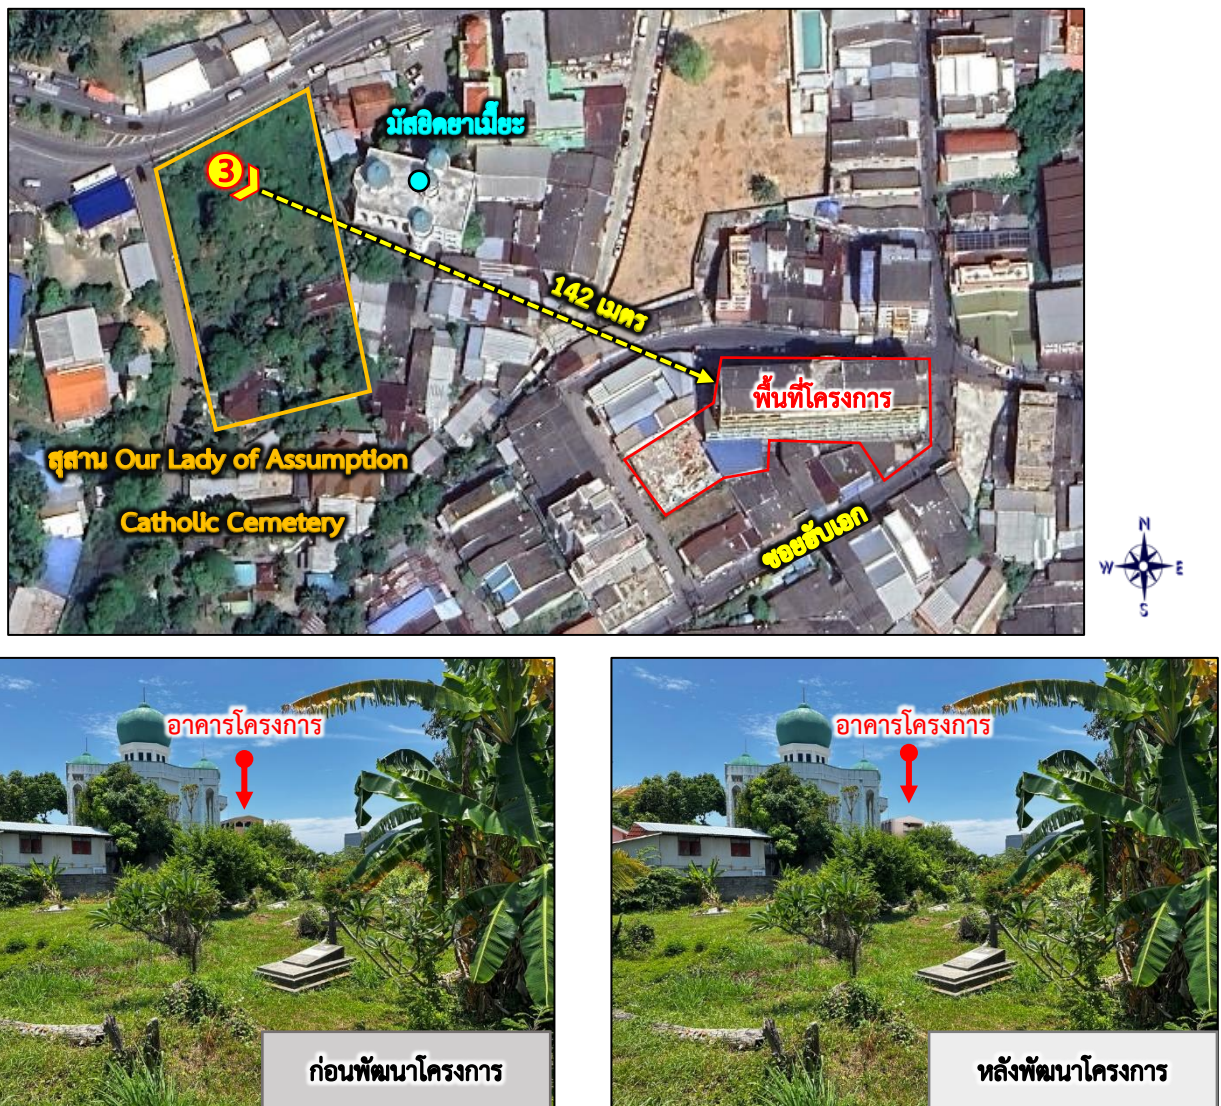 มัสยิดยาเมี๊ยะ
3
142 เมตร
พื้นที่โครงการ
สุสาน Our Lady of Assumption
Catholic Cemetery
ซอยฮับเอก
N
W E
S
อาคารโครงการ
ก่อนพัฒนาโครงการ
อาคารโครงการ
หลังพัฒนาโครงการ